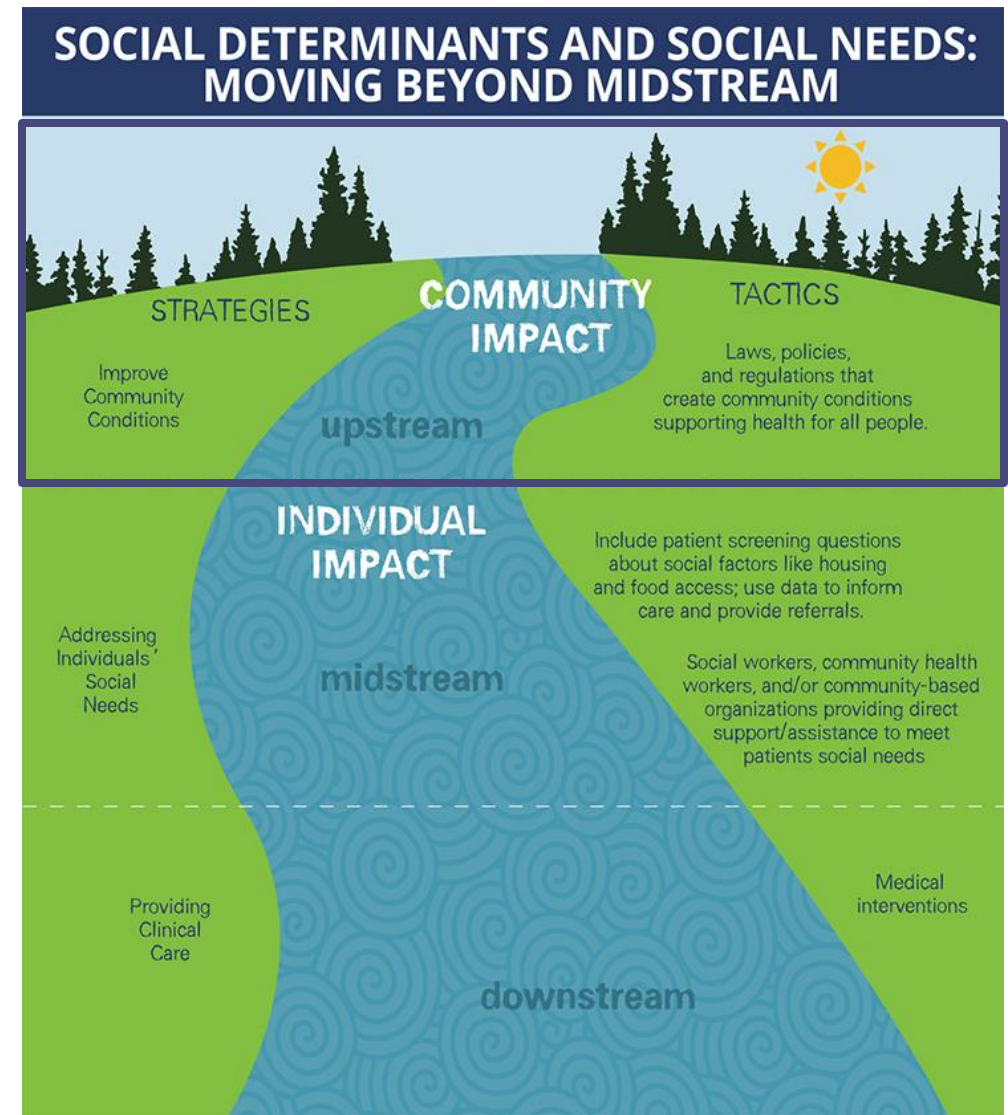 SOCIAL DETERMINANTS AND SOCIAL NEEDS:
MOVING BEYOND MIDSTREAM
STRATEGIES
COMMUNITY
IMPACT
TACTICS
Improve
Community
Conditions
upstream
Laws, policies,
and regulations that
create community conditions
supporting health for all people.
INDIVIDUAL
IMPACT
Addressing
Individuals'
Social
Needs
midstream
Include patient screening questions
about social factors like housing
and food access; use data to inform
care and provide referrals.
Social workers, community health
workers, and/or community-based
organizations providing direct
support/assistance to meet
patients social needs
Providing
Clinical
Care
downstream
Medical
interventions